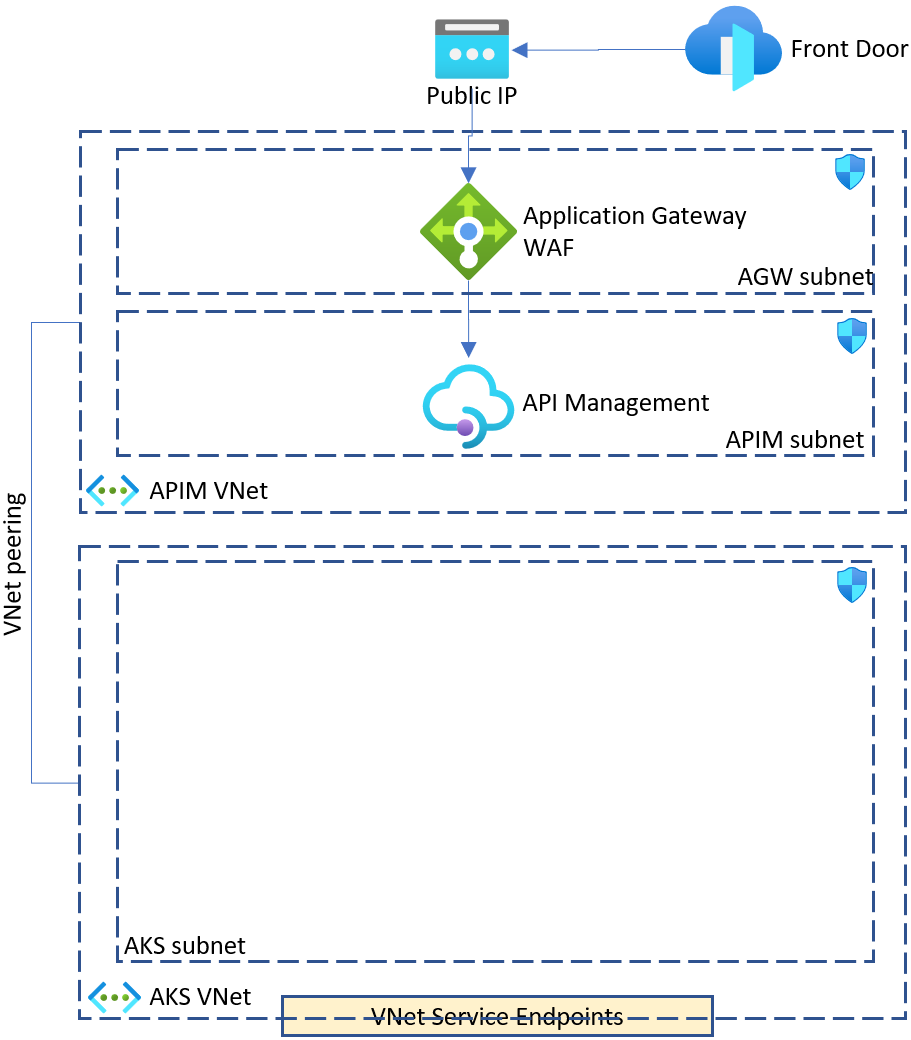 Front Door
Public IP
Application Gateway
WAF
AGW subnet
API Management
APIM subnet
APIM VNet
VNet peering
AKS subnet
AKS VNet
VNet Service Endpoints